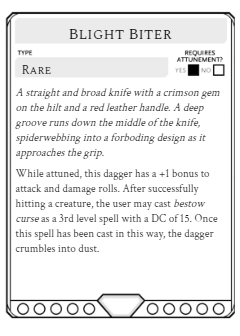 BLIGHT BITER
TYPE
REQUIRES
ATTUNEMENT?
RARE
YES NO
A straight and broad knife with a crimson gem
on the hilt and a red leather handle. A deep
groove runs down the middle of the knife,
spiderwebbing into a forboding design as it
approaches the grip.
While attuned, this dagger has a +1 bonus to
attack and damage rolls. After successfully
hitting a creature, the user may cast bestow
curse as a 3rd level spell with a DC of 15. Once
this spell has been cast in this way, the dagger
crumbles into dust.